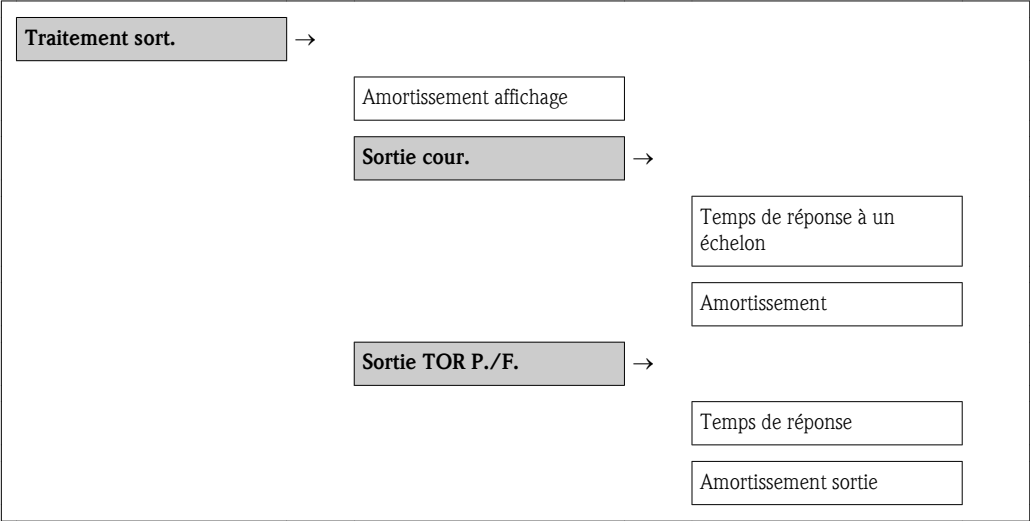 Traitement sort. →
Amortissement affichage
Sortie cour. →
Temps de réponse à un
échelon
Amortissement
Sortie TOR P./F. →
Temps de réponse
Amortissement sortie